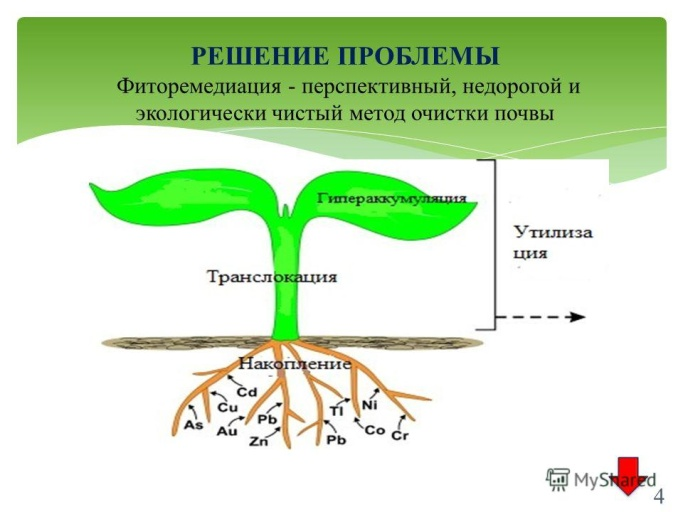 РЕШЕНИЕ ПРОБЛЕМЫ
Фиторемедиация - перспективный, недорогой и
экологически чистый метод очистки почвы
Гипераккумуляция
Утилиза
ция
Транслокация
Накопление
Cd
Cu
As
Au
Pb
Zn
Tl
Ni
Pb
Co
Cr
MyShared
4